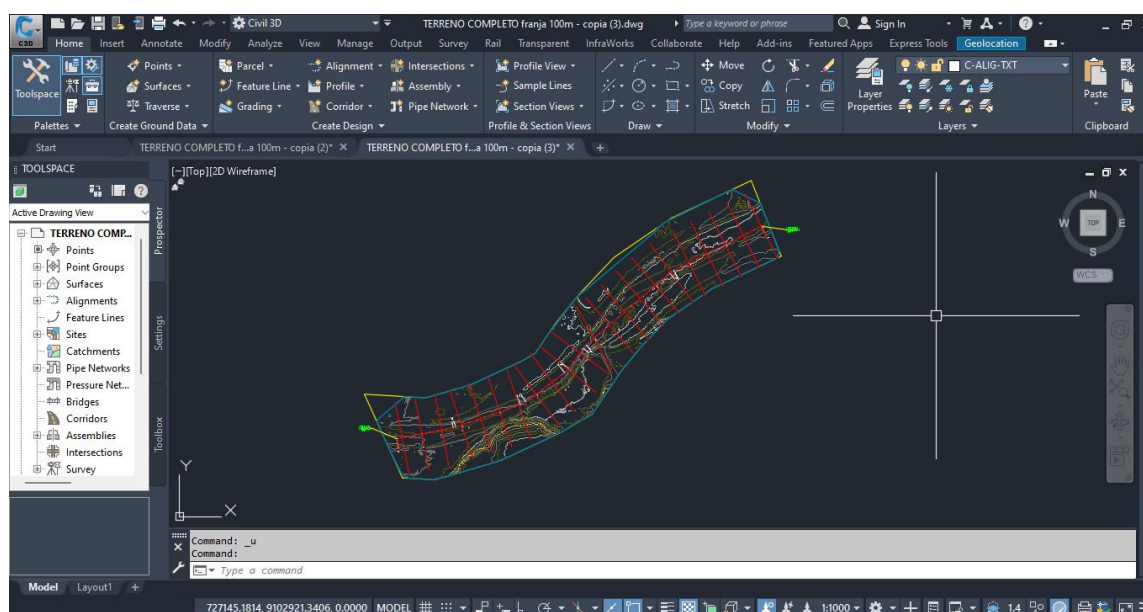 Civil 3D TERRENO COMPLETO franja 100m - copia (3).dwg Type a keyword or phrase Sign In
C3D Home Insert Annotate Modify Analyze View Manage Output Survey Rail Transparent InfraWorks Collaborate Help Add-ins Featured Apps Express Tools Geolocation
Points Parcel Alignment Intersections Profile View Move C-ALIG-TXT
Toolspace Surfaces Feature Line Profile Assembly Sample Lines Copy Layer Properties Paste
Traverse Grading Corridor Pipe Network Section Views Stretch
Palettes Create Ground Data Create Design Profile & Section Views Draw Modify Layers Clipboard
Start TERRENO COMPLETO f...a 100m - copia (2)* TERRENO COMPLETO f...a 100m - copia (3)*
TOOLSPACE [−][Top][2D Wireframe]
N
Active Drawing View
TERRENO COMP...
W TOP E
Points
Point Groups
S
Surfaces
WCS
Alignments
Feature Lines
Sites
Catchments
Pipe Networks
Pressure Net...
Bridges
Corridors
Assemblies
Intersections
Survey
Prospector
Settings
Toolbox
Y
X
Command: _u
Command:
Type a command
Model Layout1 +
727145.1814, 9102921.3406, 0.0000 MODEL 1:1000 1.4